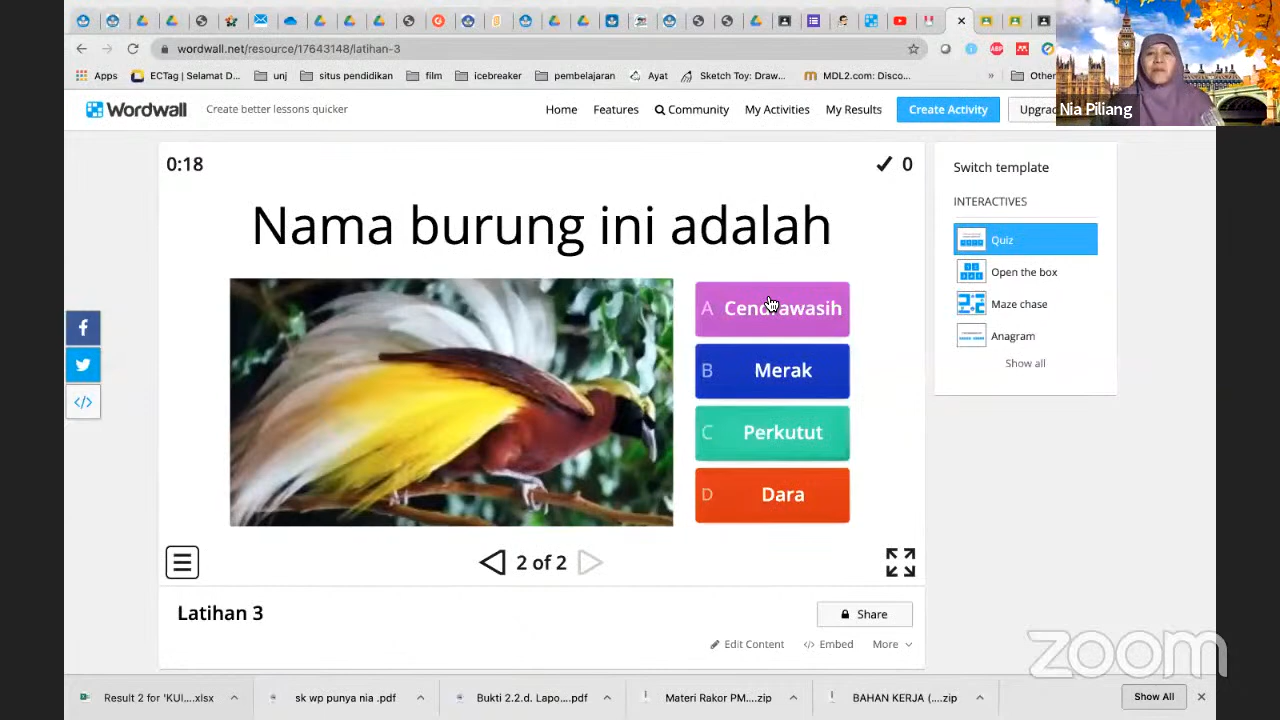 wordwall.net/resource/17643148/latihan-3
Apps ECTag | Selamat D... unj situs pendidikan film icebreaker pembelajaran Ayat Sketch Toy: Draw... MDL2.com: Disco... » Other
Nia Piliang
Wordwall Create better lessons quicker Home Features Community My Activities My Results Create Activity Upgra
0:18 0
Nama burung ini adalah
A Cendrawasih
B Merak
C Perkutut
D Dara
2 of 2
Latihan 3
Share
Edit Content </> Embed More
Switch template
INTERACTIVES
Quiz
Open the box
Maze chase
Anagram
Show all
zoom
Result 2 for 'KUI....xlsx sk wp punya nia .pdf Bukti 2.2.d. Lapo....pdf Materi Rakor PM....zip BAHAN KERJA (....zip Show All